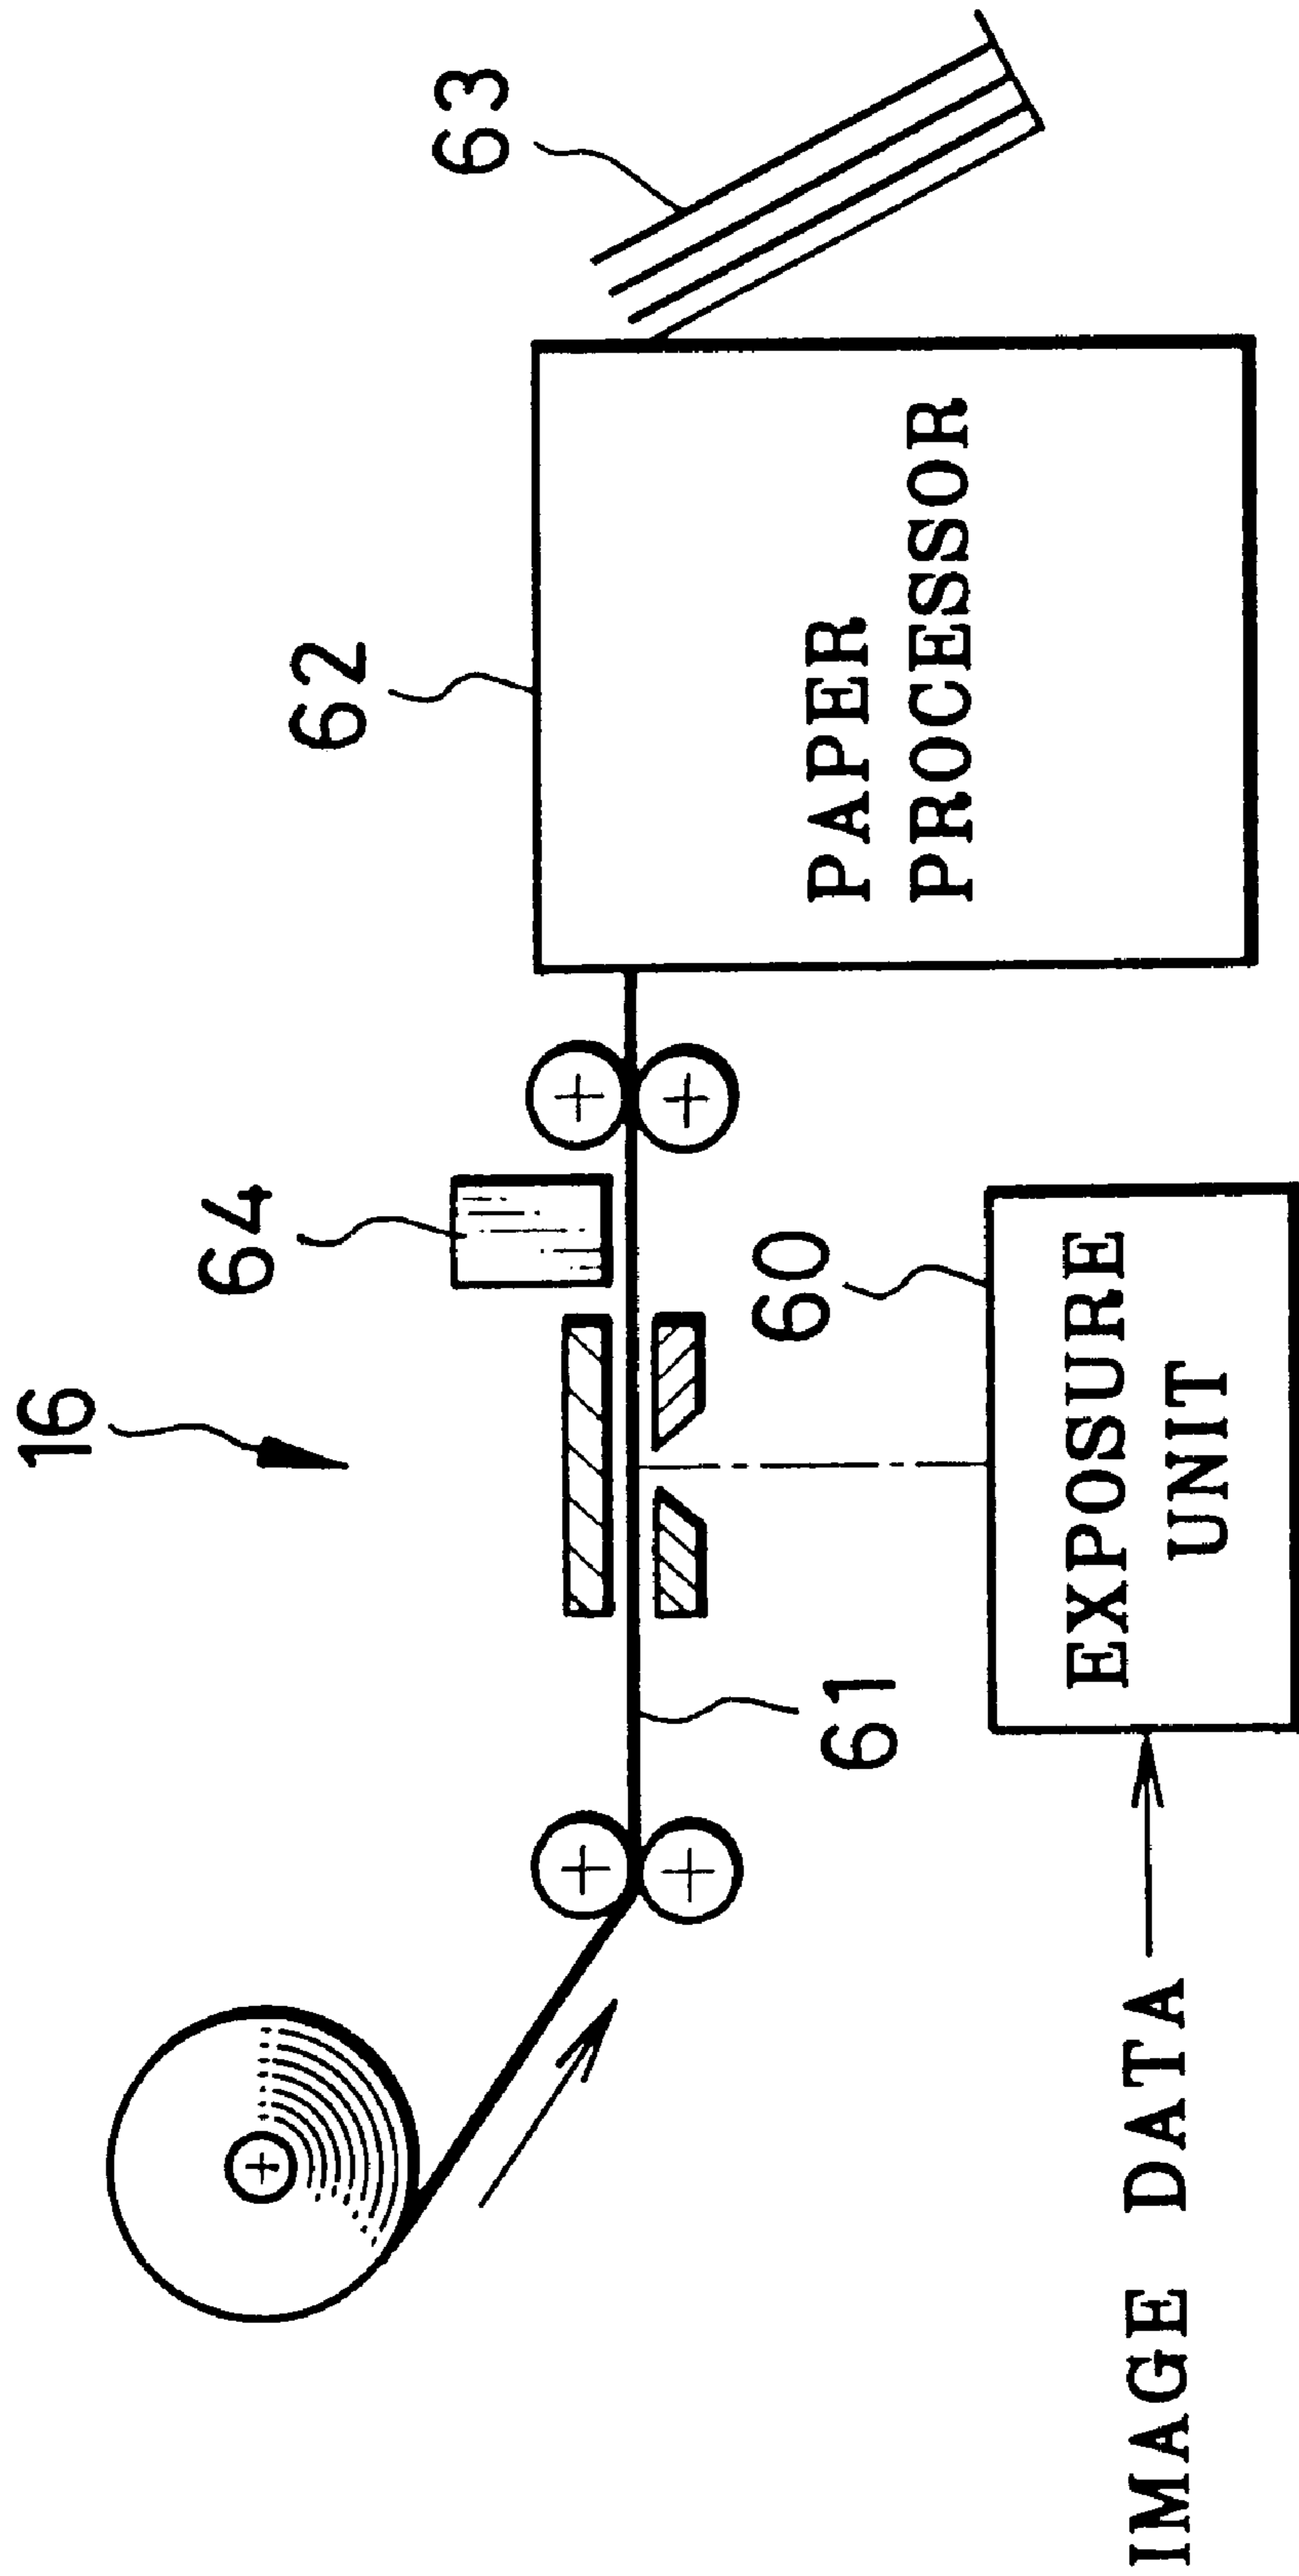 16
64
62
63
61
60
PAPER
PROCESSOR
EXPOSURE
UNIT
IMAGE DATA